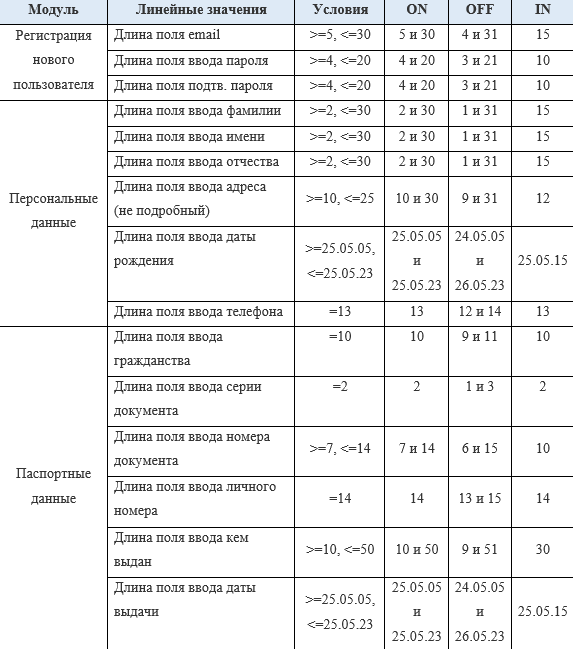 Модуль Линейные значения Условия ON OFF IN
Регистрация нового пользователя
Длина поля email >=5, <=30 5 и 30 4 и 31 15
Длина поля ввода пароля >=4, <=20 4 и 20 3 и 21 10
Длина поля подтв. пароля >=4, <=20 4 и 20 3 и 21 10
Персональные данные
Длина поля ввода фамилии >=2, <=30 2 и 30 1 и 31 15
Длина поля ввода имени >=2, <=30 2 и 30 1 и 31 15
Длина поля ввода отчества >=2, <=30 2 и 30 1 и 31 15
Длина поля ввода адреса (не подробный) >=10, <=25 10 и 30 9 и 31 12
Длина поля ввода даты рождения >=25.05.05, <=25.05.23 25.05.05 и 25.05.23 24.05.05 и 26.05.23 25.05.15
Длина поля ввода телефона =13 13 12 и 14 13
Паспортные данные
Длина поля ввода гражданства =10 10 9 и 11 10
Длина поля ввода серии документа =2 2 1 и 3 2
Длина поля ввода номера документа >=7, <=14 7 и 14 6 и 15 10
Длина поля ввода личного номера =14 14 13 и 15 14
Длина поля ввода кем выдан >=10, <=50 10 и 50 9 и 51 30
Длина поля ввода даты выдачи >=25.05.05, <=25.05.23 25.05.05 и 25.05.23 24.05.05 и 26.05.23 25.05.15